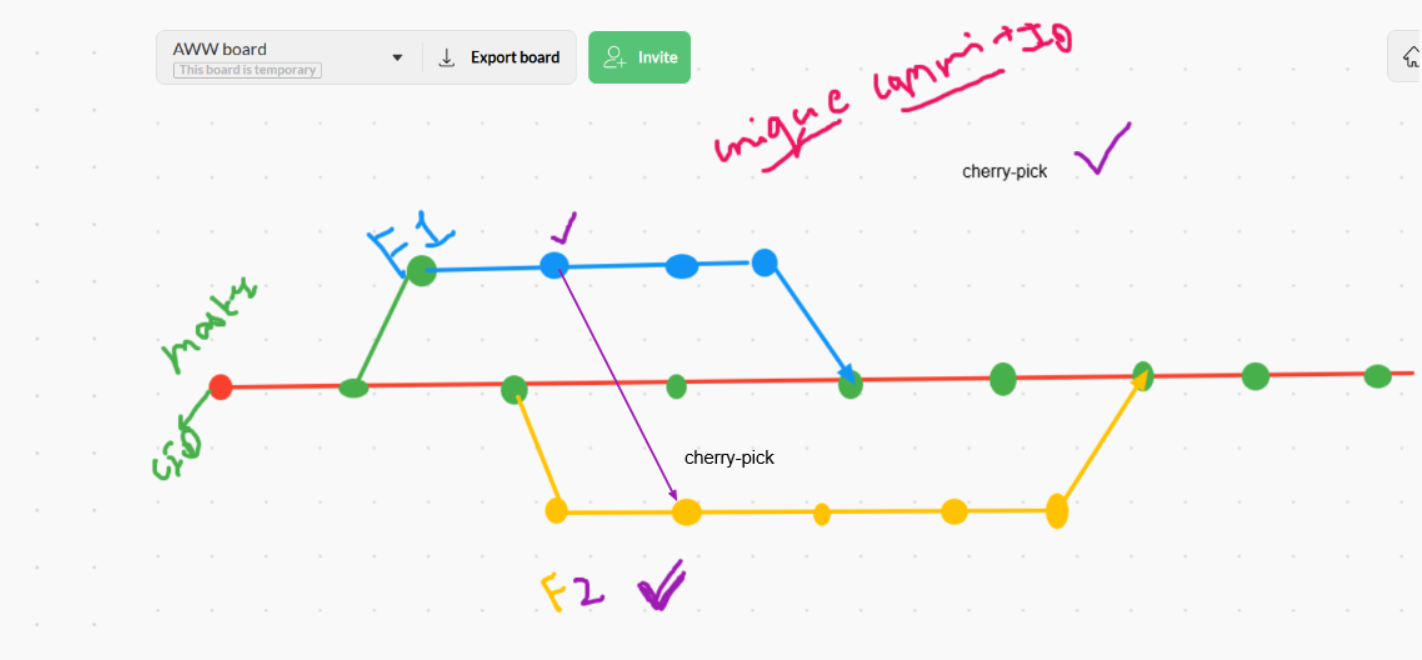 AWW board
This board is temporary
Export board
Invite
unique commit ID
cherry-pick
F1
master
CID
cherry-pick
F2